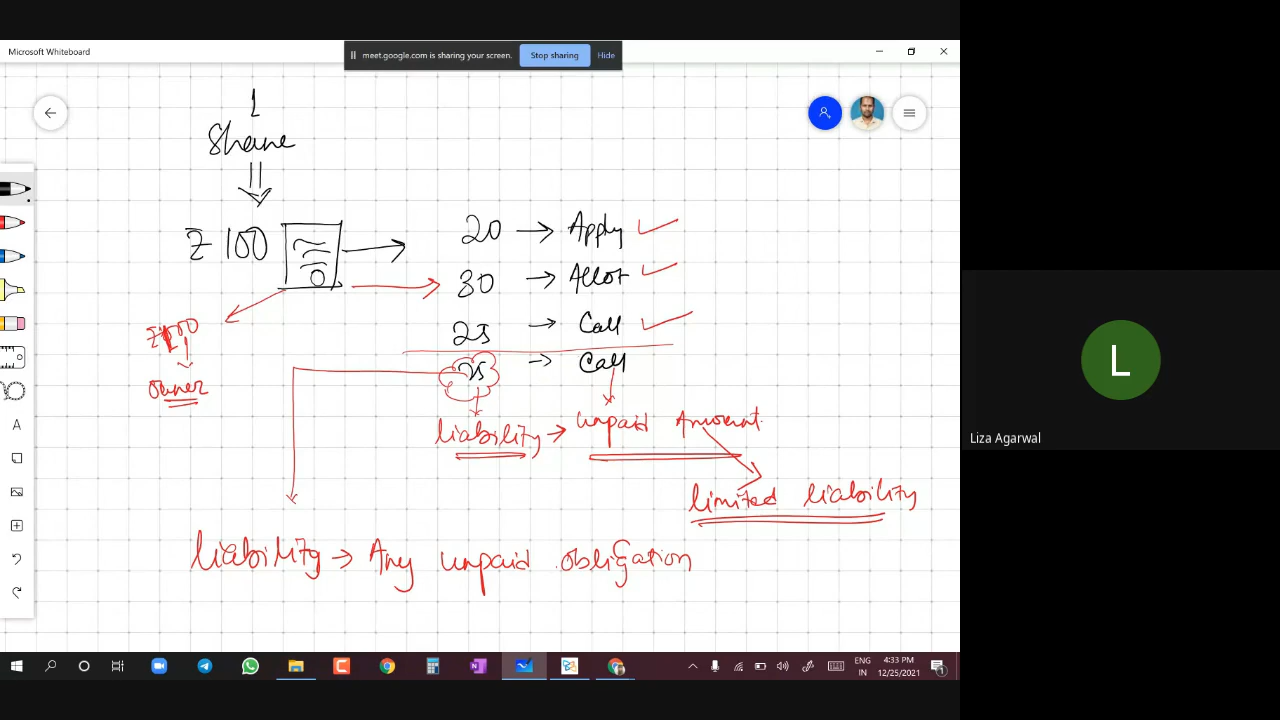 Microsoft Whiteboard
meet.google.com is sharing your screen.
Stop sharing
Hide
1
Share
⇓
₹ 100
20 → Apply ✓
30 → Allot ✓
25 → Call ✓
25 → Call
₹100
owner
liability → unpaid Amount
limited liability
liability → Any unpaid obligation
L
Liza Agarwal
A
ENG
IN
4:33 PM
12/25/2021
1